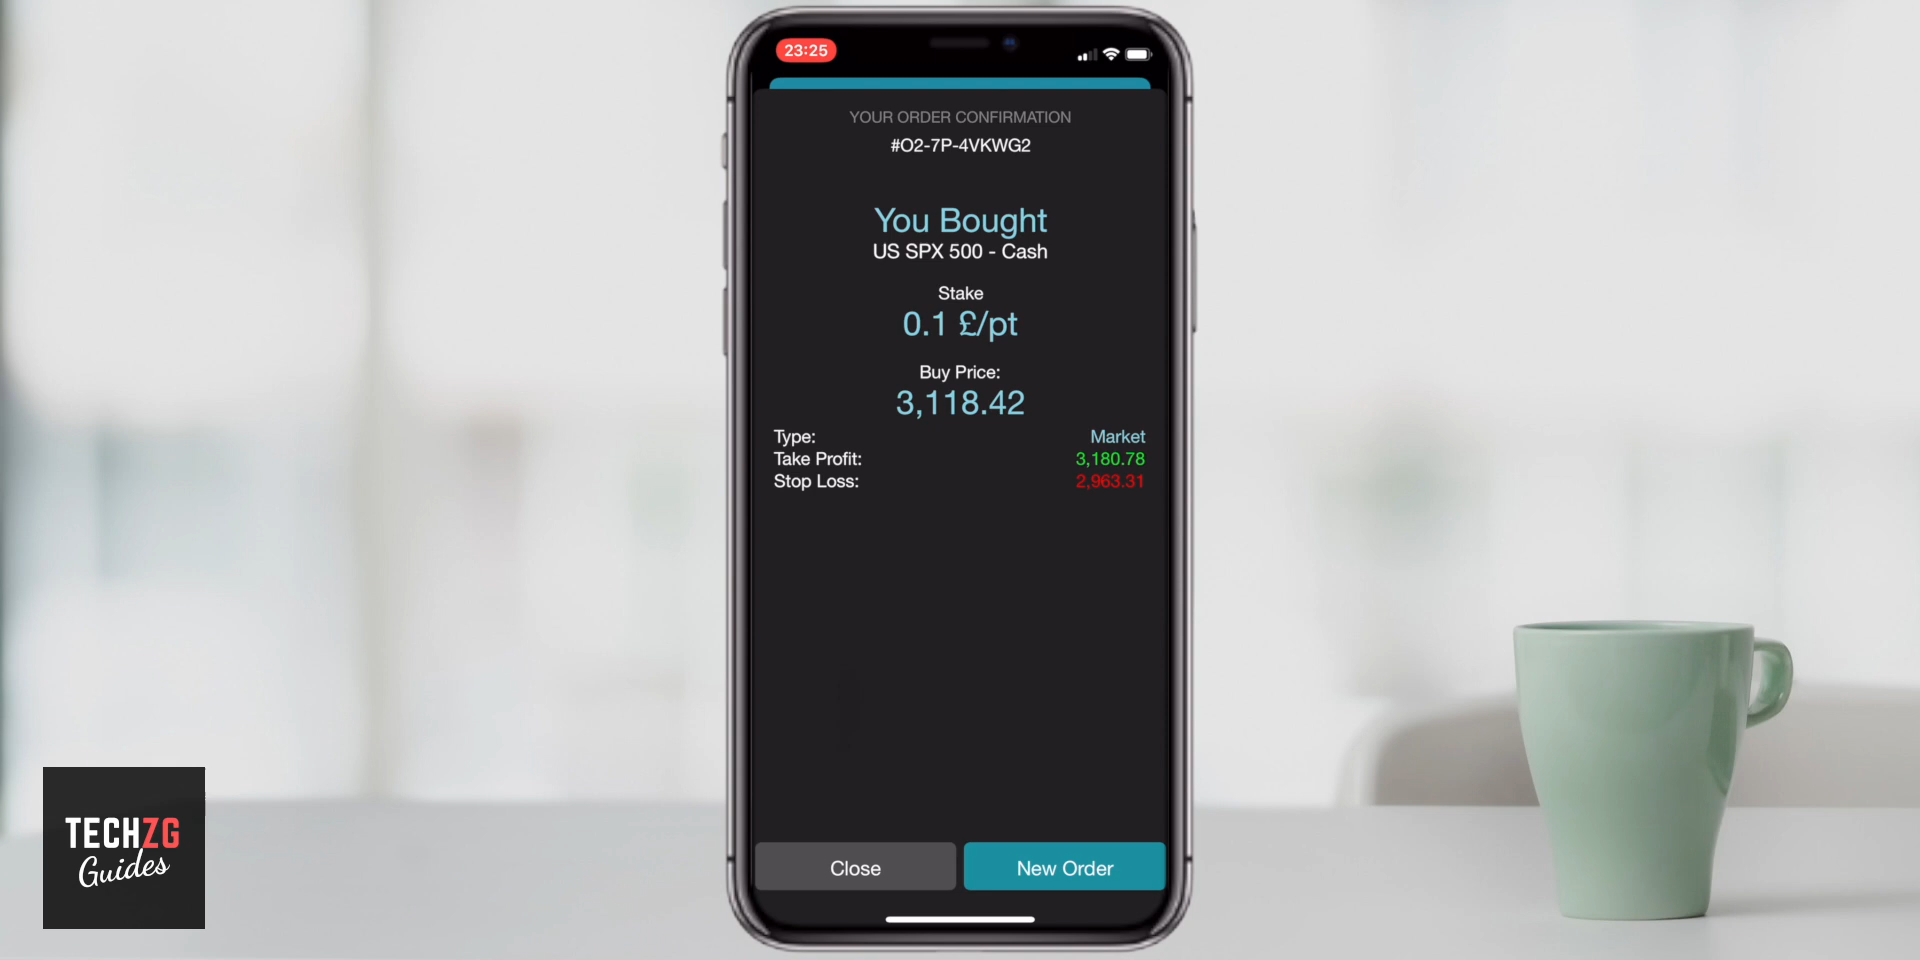 23:25
YOUR ORDER CONFIRMATION
#O2-7P-4VKWG2
You Bought
US SPX 500 - Cash
Stake
0.1 £/pt
Buy Price:
3,118.42
Type: Market
Take Profit: 3,180.78
Stop Loss: 2,963.31
Close New Order
TECHZG
Guides